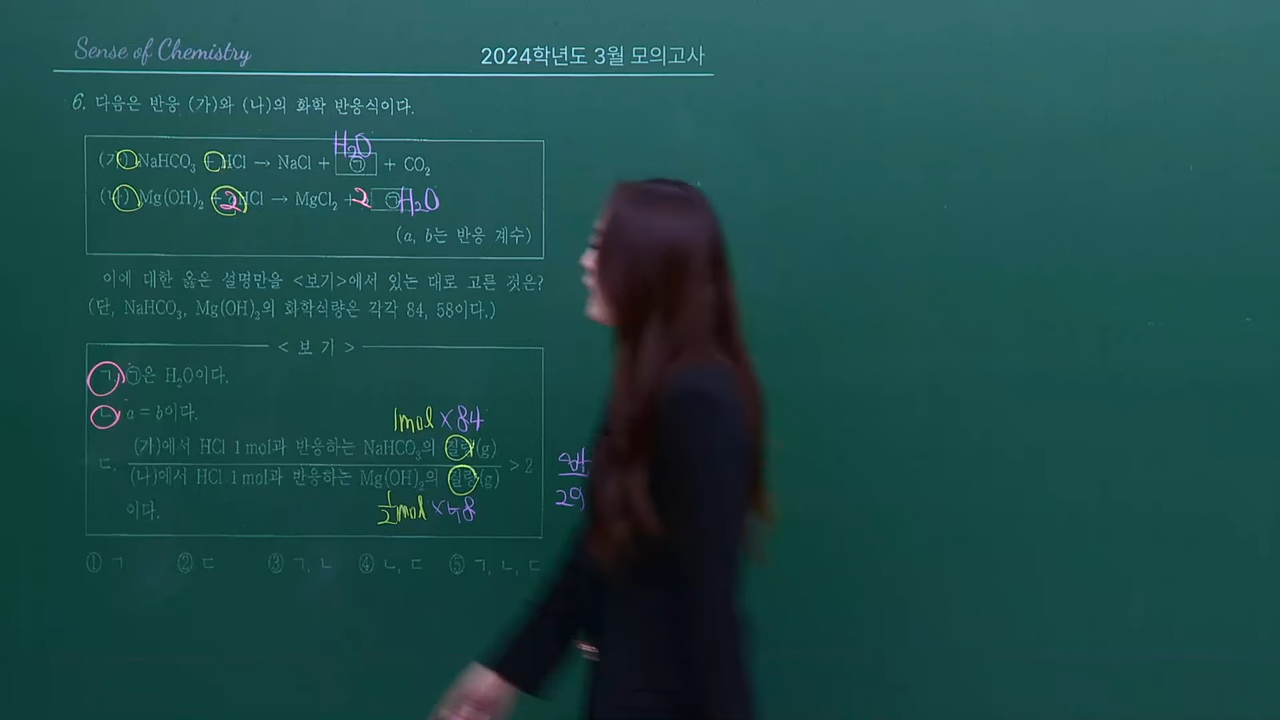 Sense of Chemistry
2024학년도 3월 모의고사
6. 다음은 반응 (가)와 (나)의 화학 반응식이다.
H₂O
(가) NaHCO₃ + HCl → NaCl + ㉠ + CO₂
(나) Mg(OH)₂ + 2HCl → MgCl₂ + 2 ㉠ H₂O
(a, b는 반응 계수)
이에 대한 옳은 설명만을 <보기>에서 있는 대로 고른 것은?
(단, NaHCO₃, Mg(OH)₂의 화학식량은 각각 84, 58이다.)
< 보 기 >
ㄱ. ㉠은 H₂O이다.
ㄴ. a = b이다.
1mol × 84
ㄷ. (가)에서 HCl 1 mol과 반응하는 NaHCO₃의 질량(g)
(나)에서 HCl 1 mol과 반응하는 Mg(OH)₂의 질량(g)
> 2
이다.
½mol × 58
84
29
① ㄱ ② ㄷ ③ ㄱ, ㄴ ④ ㄴ, ㄷ ⑤ ㄱ, ㄴ, ㄷ